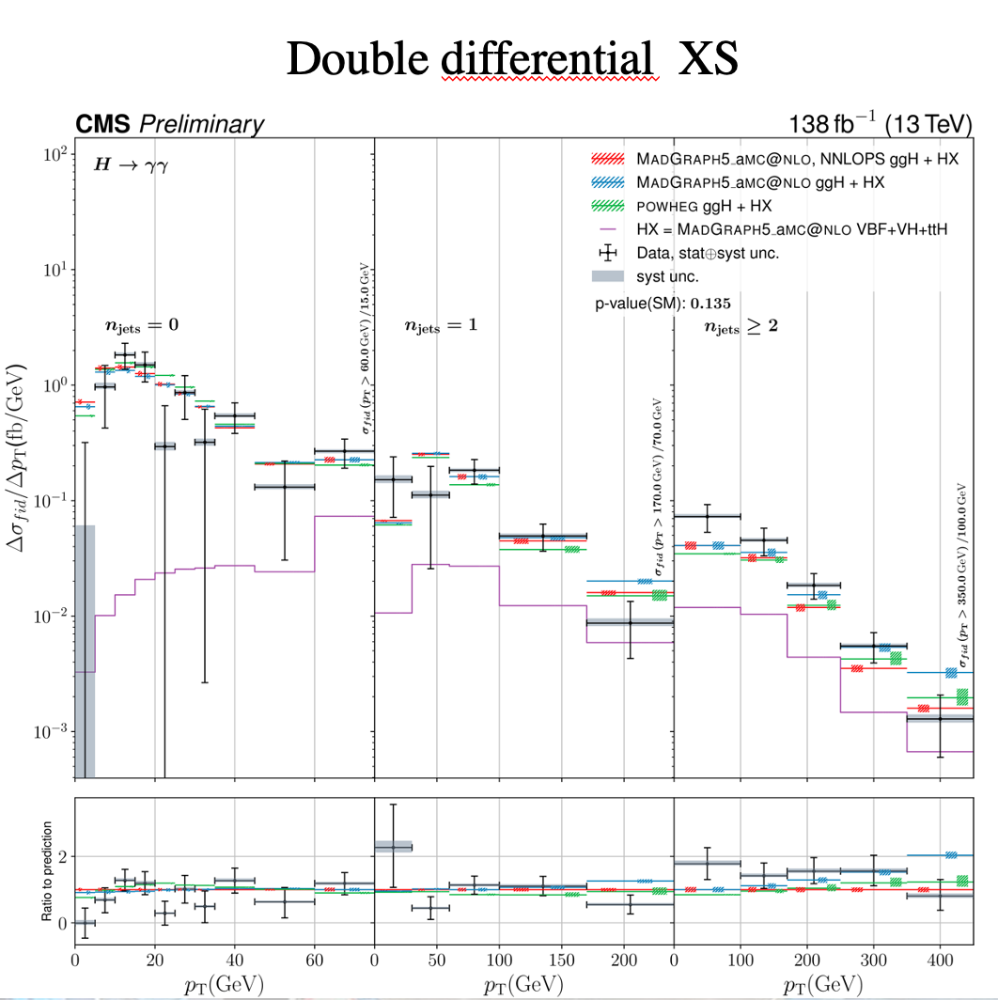 Double differential XS
CMS Preliminary
138 fb⁻¹ (13 TeV)
H → γγ
MADGRAPH5_aMC@NLO, NNLOPS ggH + HX
MADGRAPH5_aMC@NLO ggH + HX
POWHEG ggH + HX
HX = MADGRAPH5_aMC@NLO VBF+VH+ttH
Data, stat⊕syst unc.
syst unc.
p-value(SM): 0.135
n_jets = 0
n_jets = 1
n_jets ≥ 2
σ_fid (p_T > 60.0 GeV) /15.0 GeV
σ_fid (p_T > 170.0 GeV) /70.0 GeV
σ_fid (p_T > 350.0 GeV) /100.0 GeV
Δσ_fid/Δp_T(fb/GeV)
10²
10¹
10⁰
10⁻¹
10⁻²
10⁻³
Ratio to prediction
2
0
0 20 40 60 0 50 100 150 200 0 100 200 300 400
p_T(GeV) p_T(GeV) p_T(GeV)